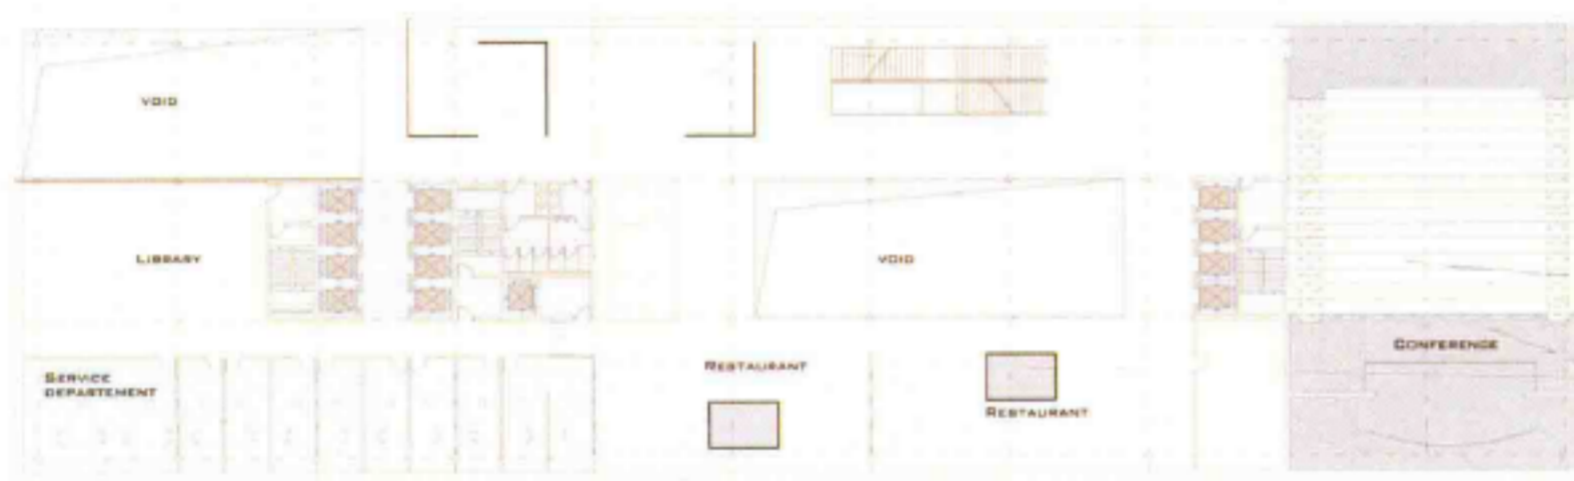 VOID
LIBRARY
VOID
SERVICE
DEPARTEMENT
RESTAURANT
RESTAURANT
CONFERENCE